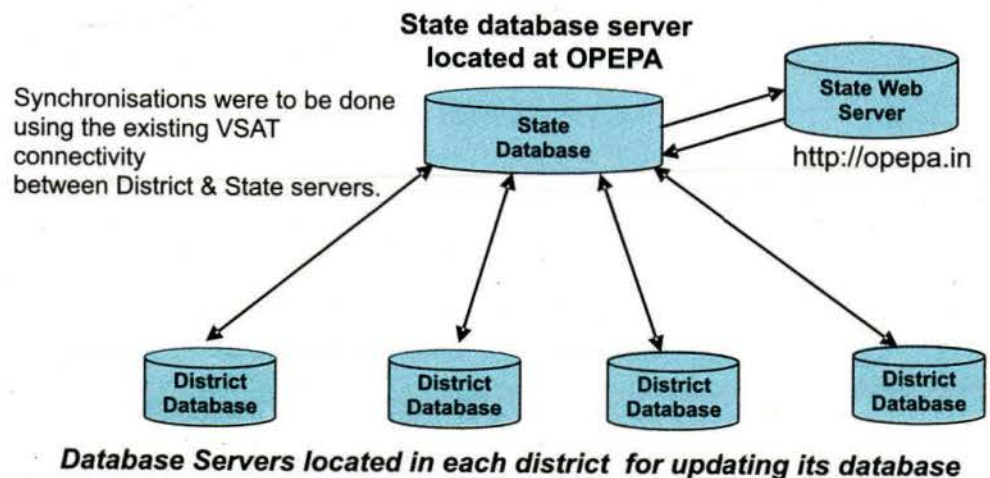 State database server
located at OPEPA
Synchronisations were to be done
using the existing VSAT
connectivity
between District & State servers.
State
Database
State Web
Server
http://opepa.in
District
Database
District
Database
District
Database
District
Database
Database Servers located in each district for updating its database